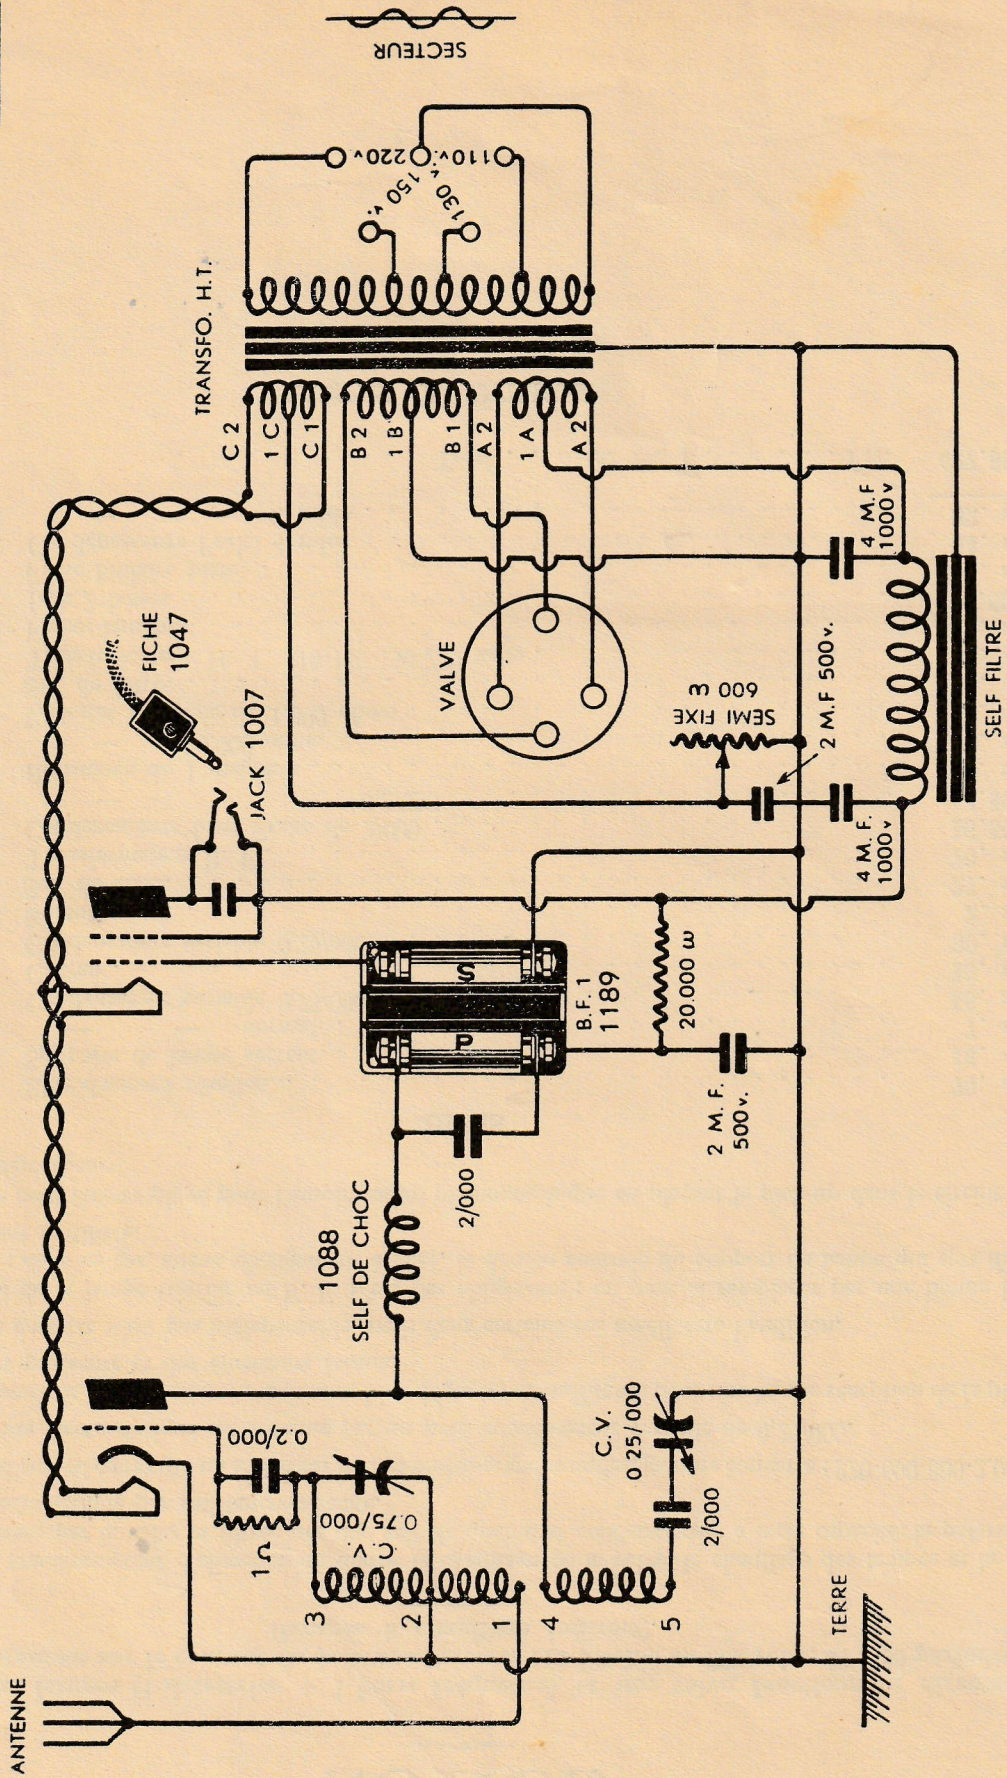 ANTENNE
TERRE
3
2
1
4
5
1 Ω
0.2/000
C.V.
0.75/000
C.V.
0 25/000
2/000
1088
SELF DE CHOC
2/000
P
S
B.F. 1
1189
2 M. F.
500v.
20.000 ω
JACK 1007
FICHE
1047
VALVE
SEMI FIXE
600 ω
2 M.F 500v.
4 M. F.
1000v
4 M.F
1000v
SELF FILTRE
TRANSFO. H.T.
C 2
1 C
C 1
B 2
1 B
B 1
A 2
1 A
A 2
220v
150 v.
130 v.
110v.
SECTEUR